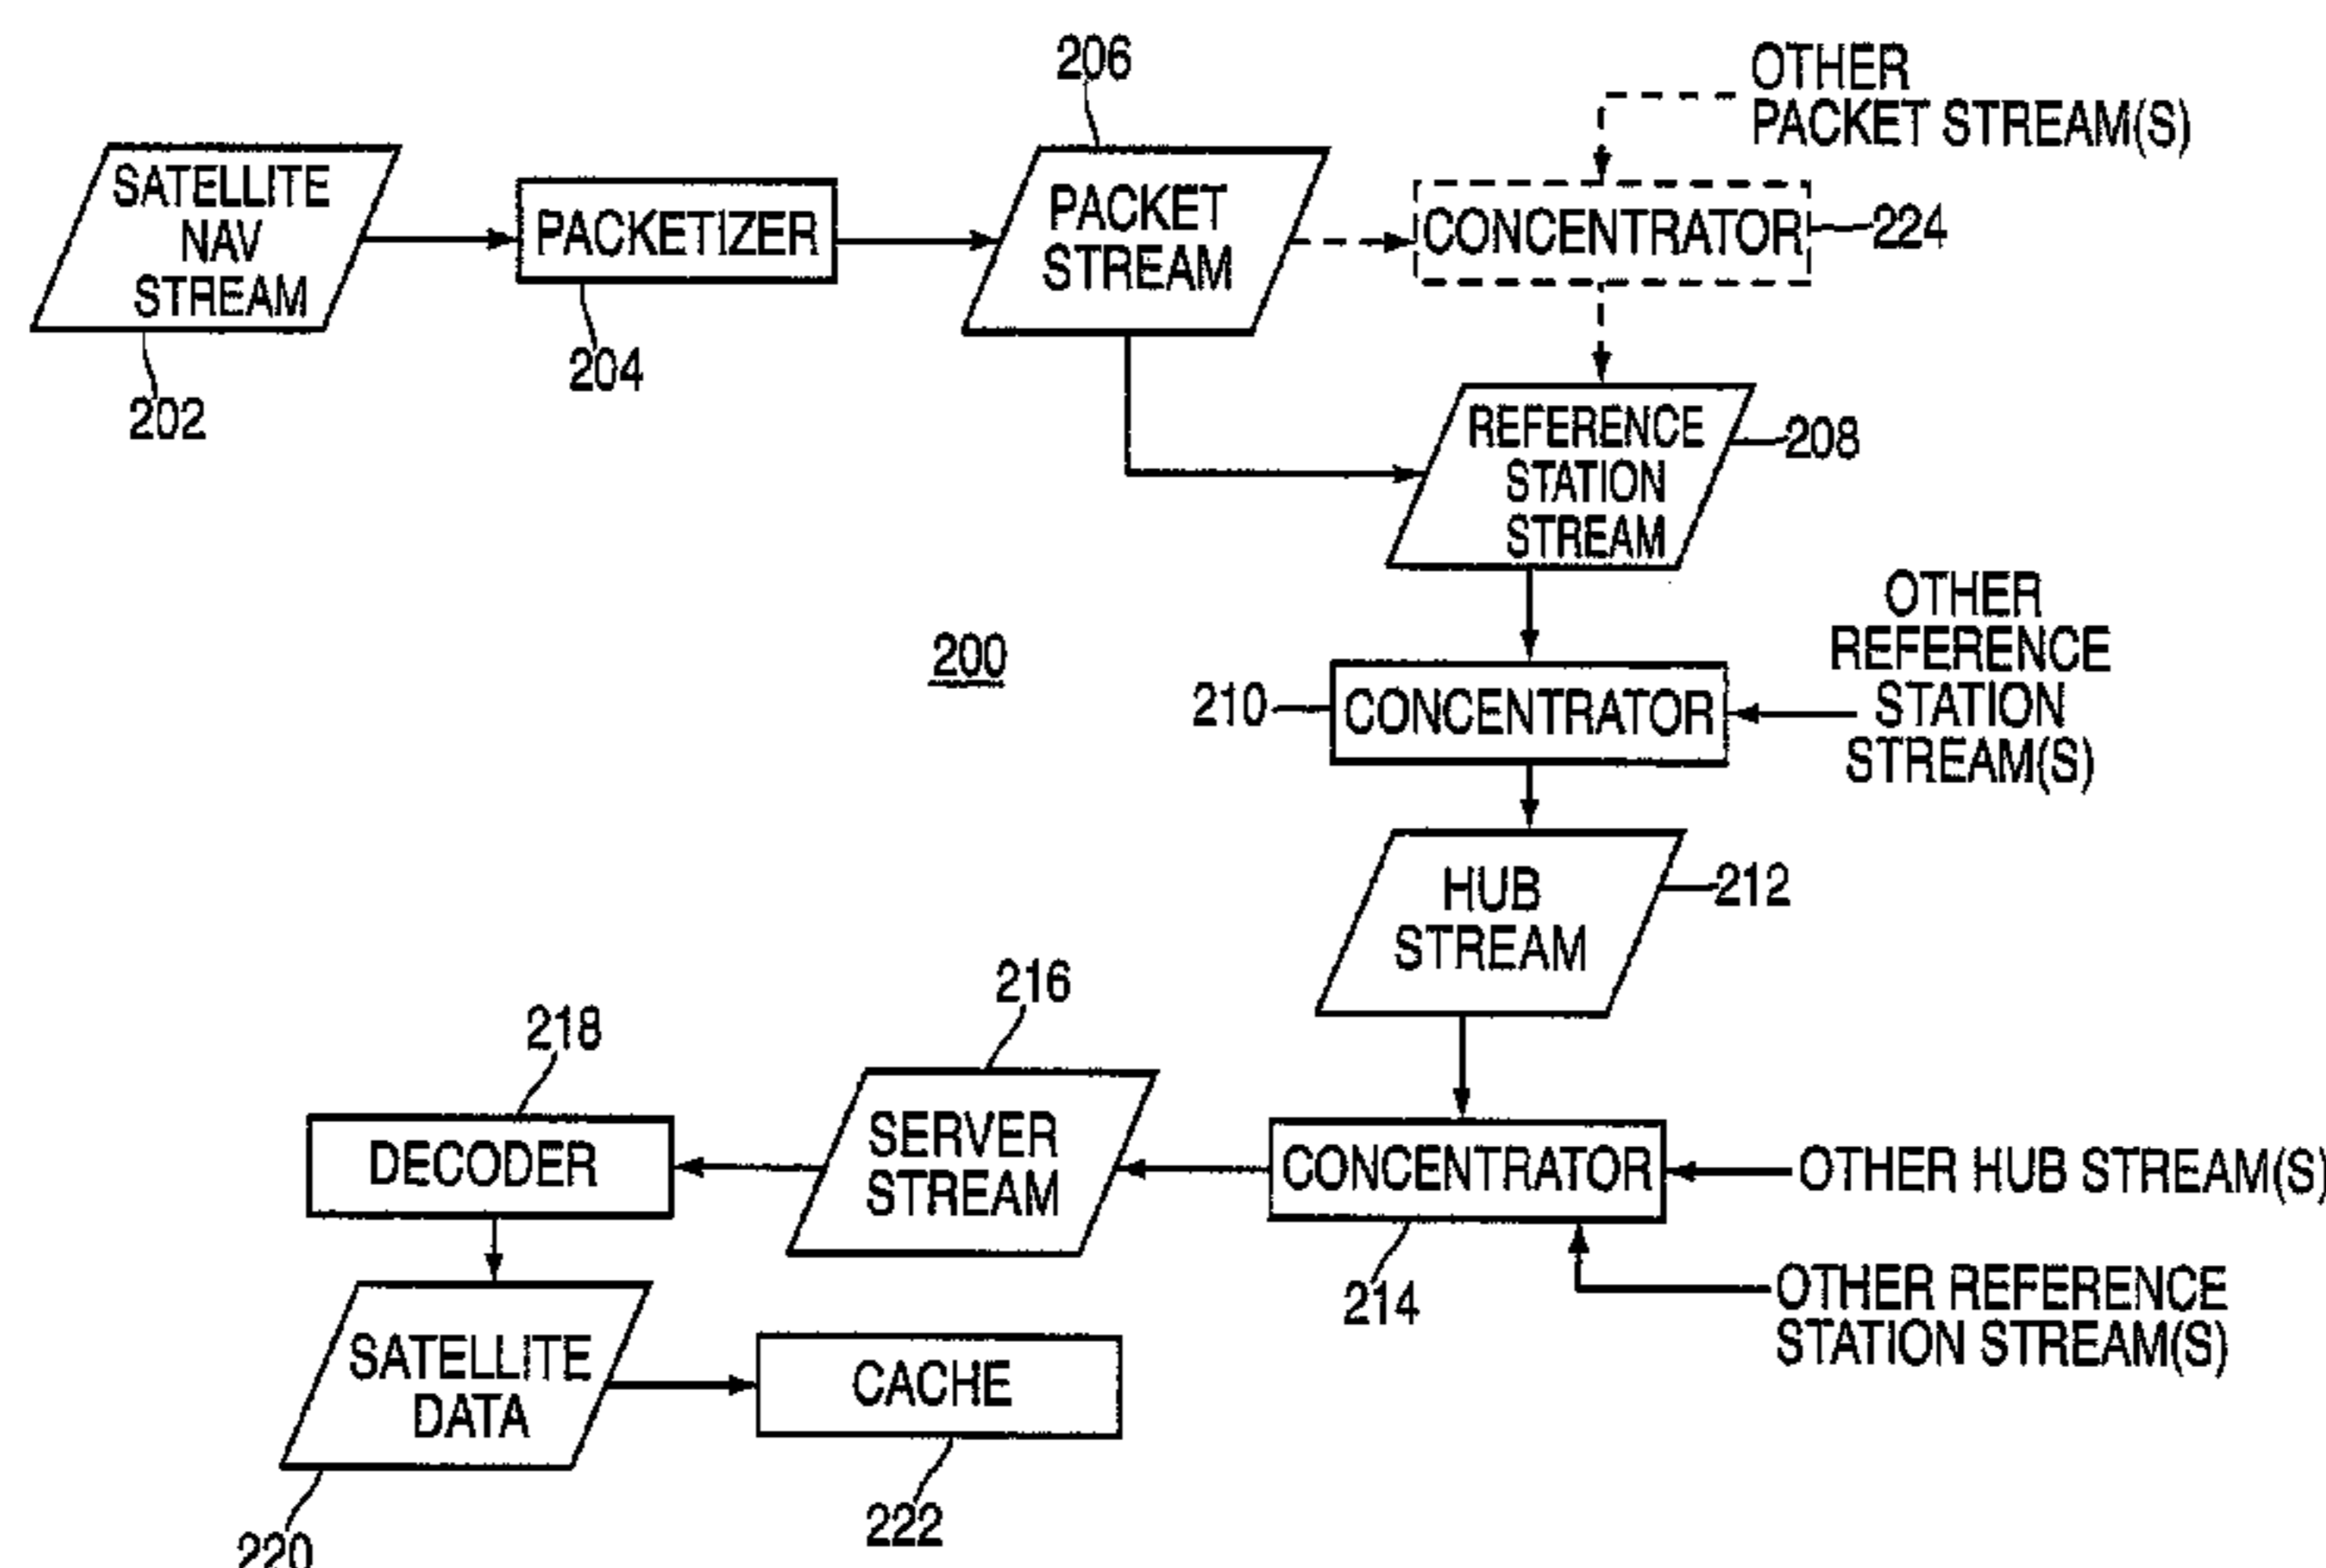 206
OTHER
PACKET STREAM(S)
SATELLITE
NAV
STREAM
PACKETIZER
PACKET
STREAM
CONCENTRATOR
224
204
202
REFERENCE
STATION
STREAM
208
OTHER
REFERENCE
STATION
STREAM(S)
200
210
CONCENTRATOR
HUB
STREAM
212
216
218
SERVER
STREAM
DECODER
CONCENTRATOR
OTHER HUB STREAM(S)
214
OTHER REFERENCE
STATION STREAM(S)
SATELLITE
DATA
CACHE
222
220